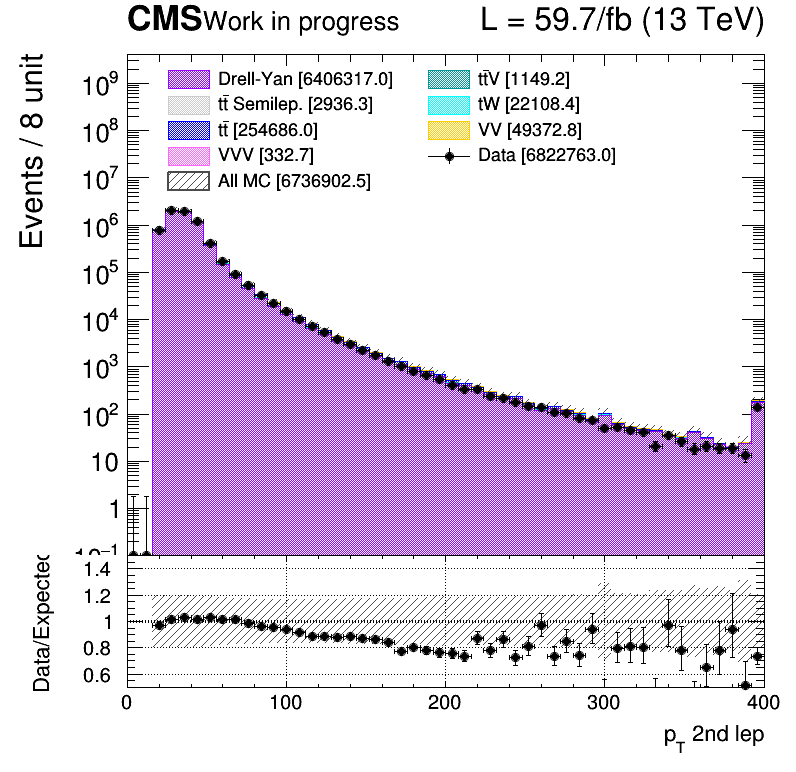 CMS Work in progress L = 59.7/fb (13 TeV)
Events / 8 unit
Drell-Yan [6406317.0]
tt̄ Semilep. [2936.3]
tt̄ [254686.0]
VVV [332.7]
All MC [6736902.5]
tt̄V [1149.2]
tW [22108.4]
VV [49372.8]
Data [6822763.0]
10⁹
10⁸
10⁷
10⁶
10⁵
10⁴
10³
10²
10
1
10⁻¹
Data/Expected
1.4
1.2
1
0.8
0.6
0 100 200 300 400
p_T 2nd lep